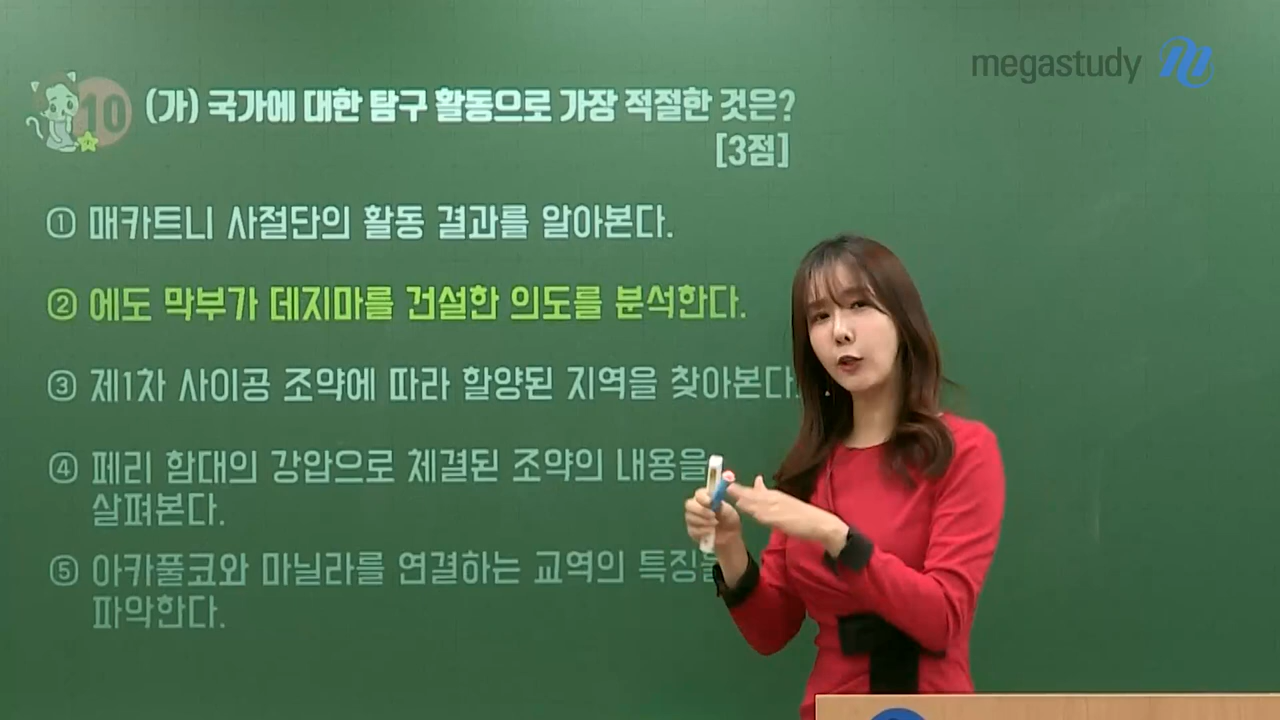 megastudy
10 (가) 국가에 대한 탐구 활동으로 가장 적절한 것은?
[3점]
① 매카트니 사절단의 활동 결과를 알아본다.
② 에도 막부가 데지마를 건설한 의도를 분석한다.
③ 제1차 사이공 조약에 따라 할양된 지역을 찾아본다.
④ 페리 함대의 강압으로 체결된 조약의 내용을
살펴본다.
⑤ 아카풀코와 마닐라를 연결하는 교역의 특징을
파악한다.